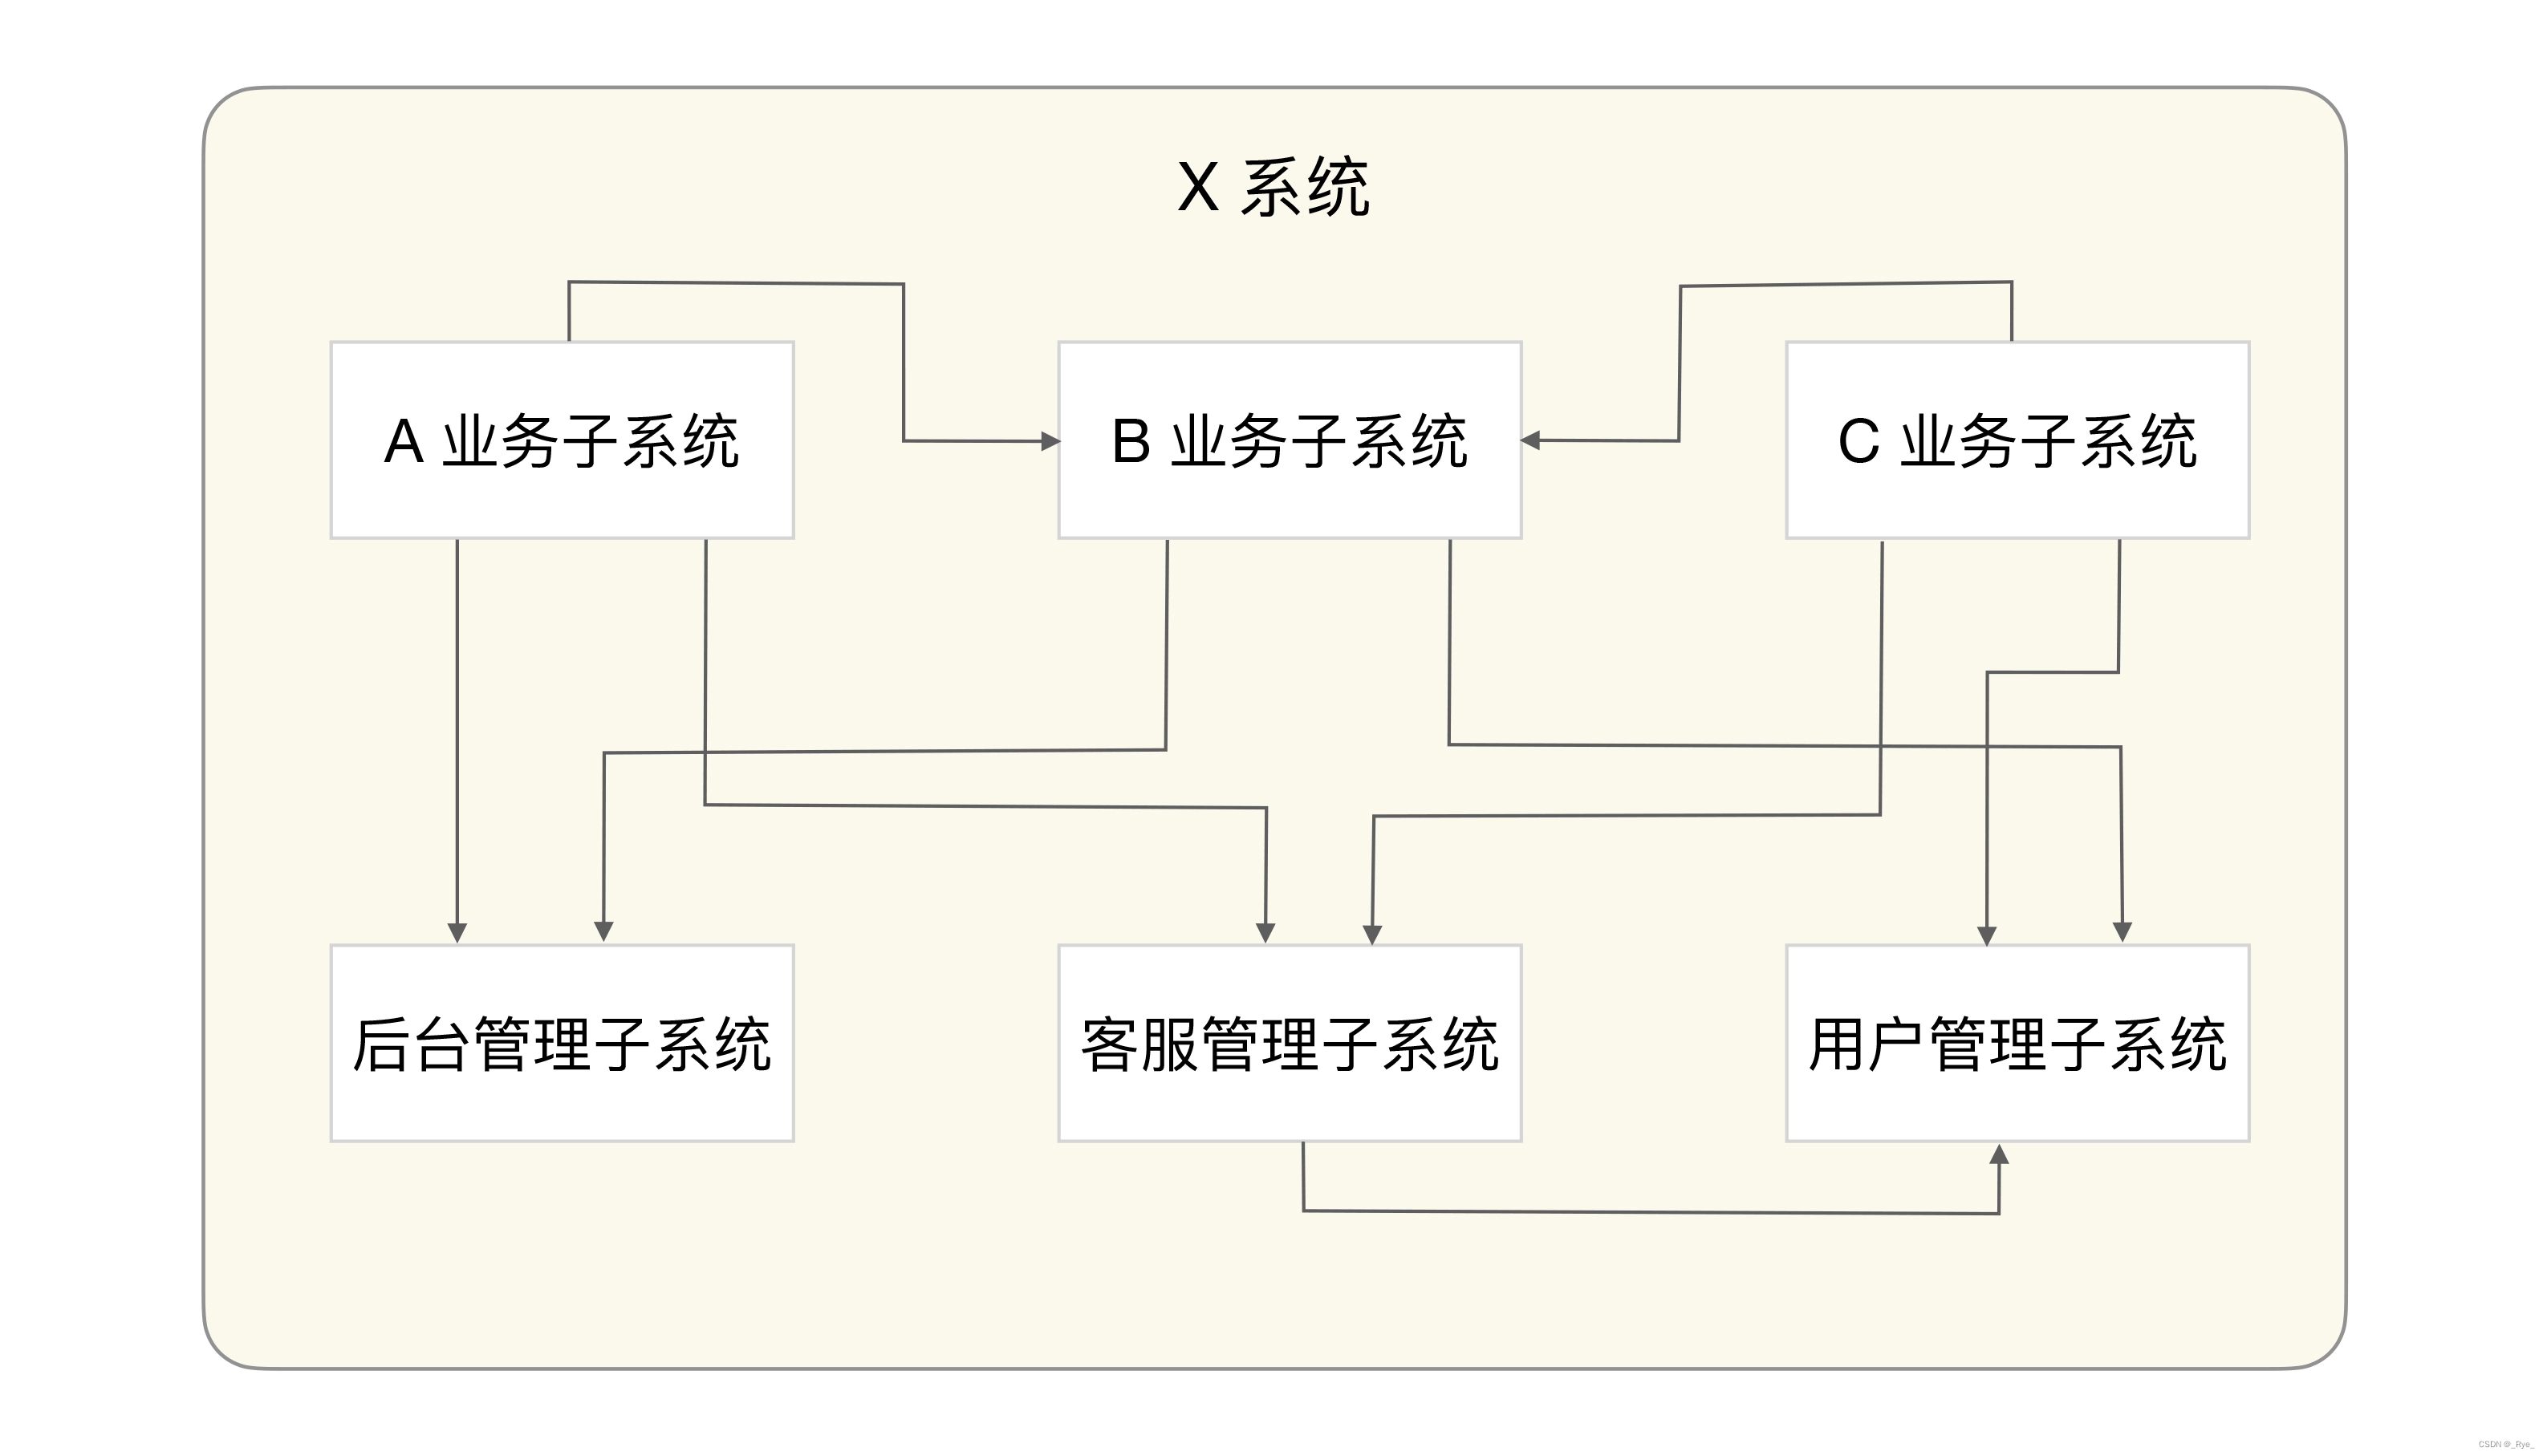 X 系统
A 业务子系统
B 业务子系统
C 业务子系统
后台管理子系统
客服管理子系统
用户管理子系统
CSDN @_Rye_